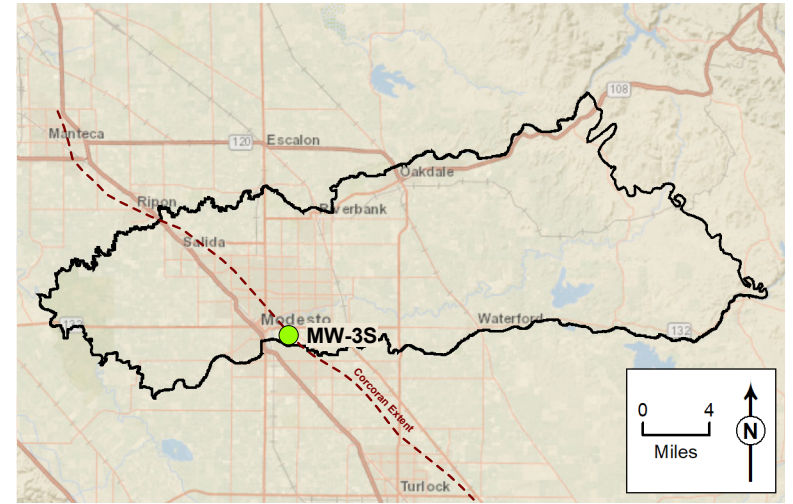 108
Manteca
120
Escalon
Oakdale
Ripon
Riverbank
Salida
Modesto
Waterford
132
132
MW-3S
Corcoran Extent
Turlock
0 4
Miles
N